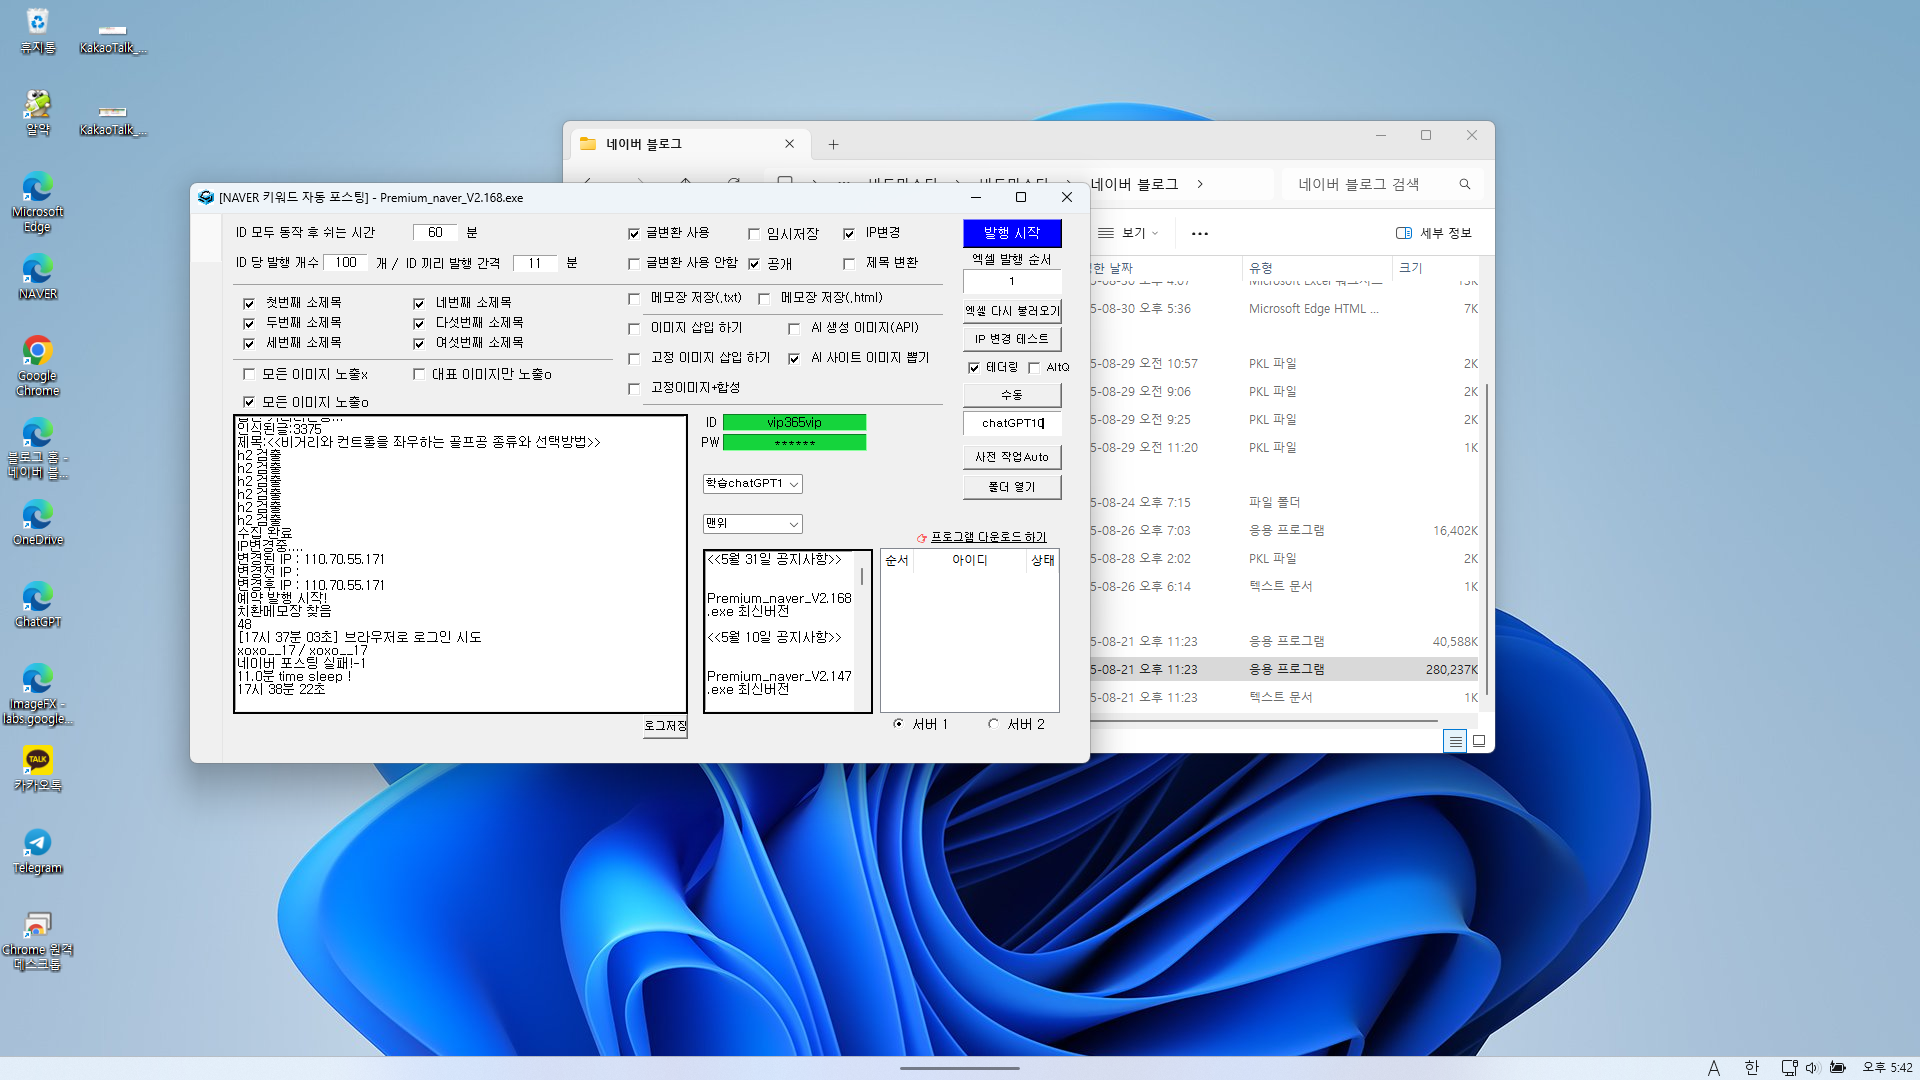 휴지통
KakaoTalk_...
알약
KakaoTalk_...
Microsoft
Edge
NAVER
Google
Chrome
블로그 홈 -
네이버 블...
OneDrive
ChatGPT
ImageFX -
labs.google...
카카오톡
Telegram
Chrome 원격
데스크톱
네이버 블로그
네이버 블로그
네이버 블로그 검색
보기
세부 정보
유형
크기
Microsoft Edge HTML ...
7K
5-08-30 오후 5:36
5-08-29 오전 10:57
PKL 파일
2K
5-08-29 오후 9:06
PKL 파일
2K
5-08-29 오후 9:25
PKL 파일
2K
5-08-29 오후 11:20
PKL 파일
1K
5-08-24 오후 7:15
파일 폴더
5-08-26 오후 7:03
응용 프로그램
16,402K
5-08-28 오후 2:02
PKL 파일
2K
5-08-26 오후 6:14
텍스트 문서
1K
5-08-21 오후 11:23
응용 프로그램
40,588K
5-08-21 오후 11:23
응용 프로그램
280,237K
5-08-21 오후 11:23
텍스트 문서
1K
[NAVER 키워드 자동 포스팅] - Premium_naver_V2.168.exe
ID 모두 동작 후 쉬는 시간 60 분
ID 당 발행 개수 100 개 / ID 끼리 발행 간격 11 분
글변환 사용
임시저장
IP변경
글변환 사용 안함
공개
제목 변환
첫번째 소제목
네번째 소제목
두번째 소제목
다섯번째 소제목
세번째 소제목
여섯번째 소제목
모든 이미지 노출x
대표 이미지만 노출o
모든 이미지 노출o
메모장 저장(.txt)
메모장 저장(.html)
이미지 삽입 하기
AI 생성 이미지(API)
고정 이미지 삽입 하기
AI 사이트 이미지 뽑기
고정이미지+합성
발행 시작
엑셀 발행 순서
1
엑셀 다시 불러오기
IP 변경 테스트
테더링
AltQ
수동
chatGPT10
사전 작업Auto
폴더 열기
인식된글:3375
제목:<<비거리와 컨트롤을 좌우하는 골프공 종류와 선택방법>>
h2 검출
h2 검출
h2 검출
h2 검출
h2 검출
h2 검출
수집 완료
IP변경중....
변경된 IP : 110.70.55.171
변경전 IP :
변경후 IP : 110.70.55.171
예약 발행 시작!
치환메모장 찾음
48
[17시 37분 03초] 브라우저로 로그인 시도
xoxo__17 / xoxo__17
네이버 포스팅 실패!-1
11.0분 time sleep !
17시 38분 22초
로그저장
ID vip365vip
PW ******
학습chatGPT1
맨위
<<5월 31일 공지사항>>
Premium_naver_V2.168
.exe 최신버전
<<5월 10일 공지사항>>
Premium_naver_V2.147
.exe 최신버전
프로그램 다운로드 하기
순서 아이디 상태
서버 1
서버 2
A
한
오후 5:42